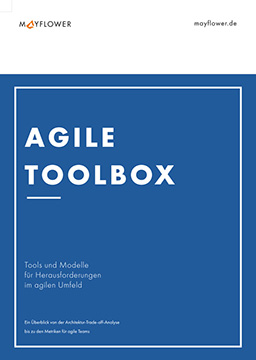 MAYFLOWER
mayflower.de
AGILE
TOOLBOX
Tools und Modelle
für Herausforderungen
im agilen Umfeld
Ein Überblick von der Architektur-Trade-off-Analyse
bis zu den Metriken für agile Teams